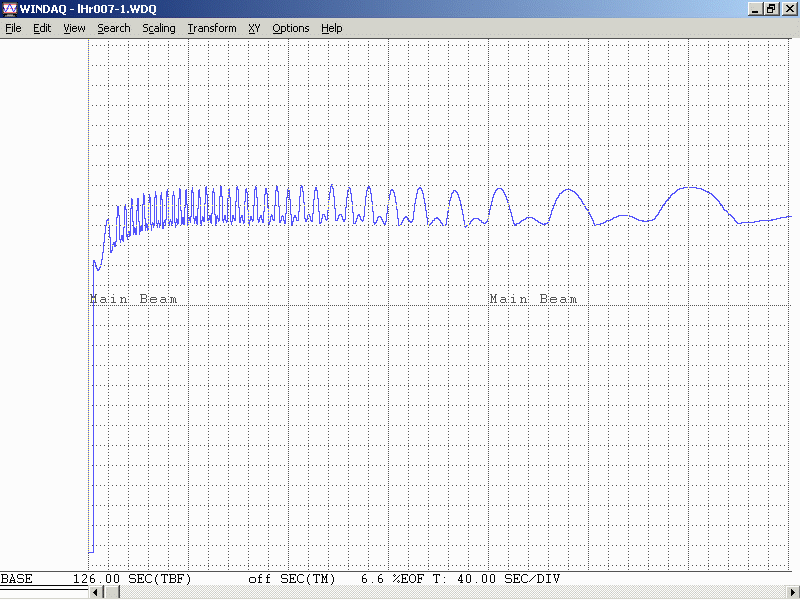 WINDAQ - lHr007-1.WDQ
File Edit View Search Scaling Transform XY Options Help
Main Beam Main Beam
BASE 126.00 SEC(TBF) off SEC(TM) 6.6 %EOF T: 40.00 SEC/DIV